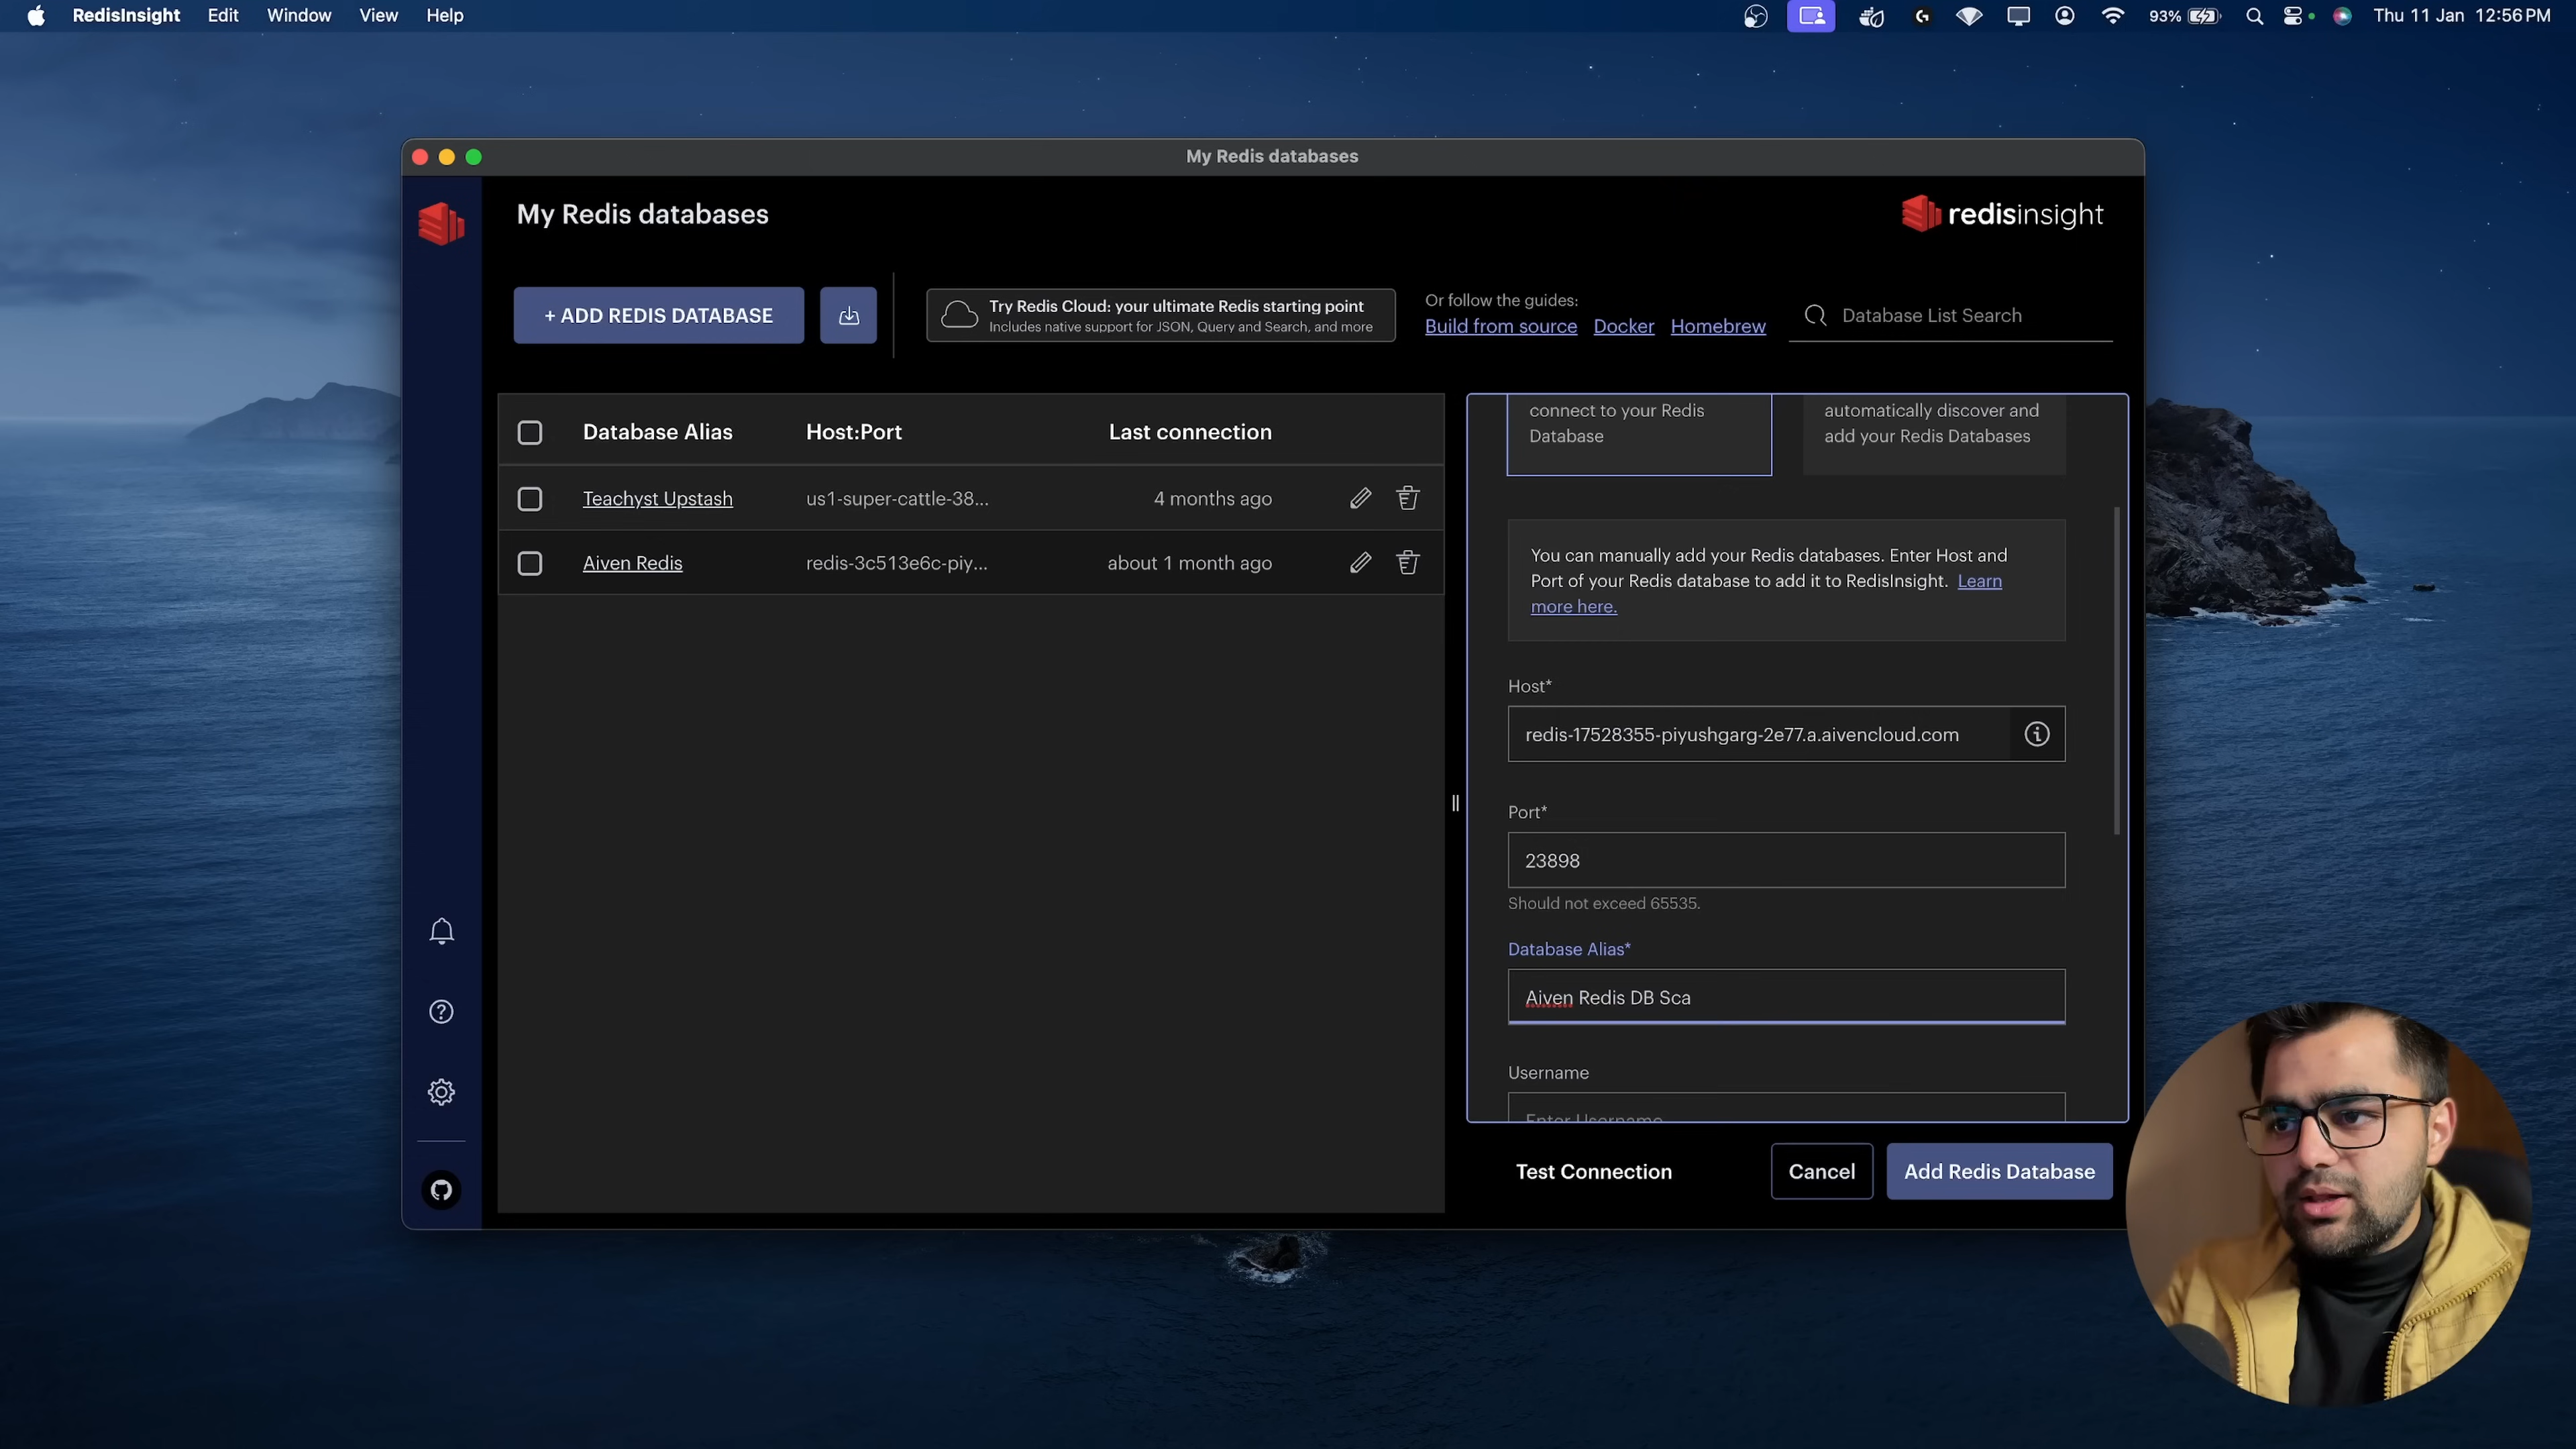 RedisInsight Edit Window View Help
93% Thu 11 Jan 12:56 PM
My Redis databases
My Redis databases
redisinsight
+ ADD REDIS DATABASE
Try Redis Cloud: your ultimate Redis starting point
Includes native support for JSON, Query and Search, and more
Or follow the guides:
Build from source Docker Homebrew
Database List Search
Database Alias Host:Port Last connection
Teachyst Upstash us1-super-cattle-38... 4 months ago
Aiven Redis redis-3c513e6c-piy... about 1 month ago
connect to your Redis
Database
automatically discover and
add your Redis Databases
You can manually add your Redis databases. Enter Host and
Port of your Redis database to add it to RedisInsight. Learn
more here.
Host*
redis-17528355-piyushgarg-2e77.a.aivencloud.com
Port*
23898
Should not exceed 65535.
Database Alias*
Aiven Redis DB Sca
Username
Enter Username
Test Connection Cancel Add Redis Database